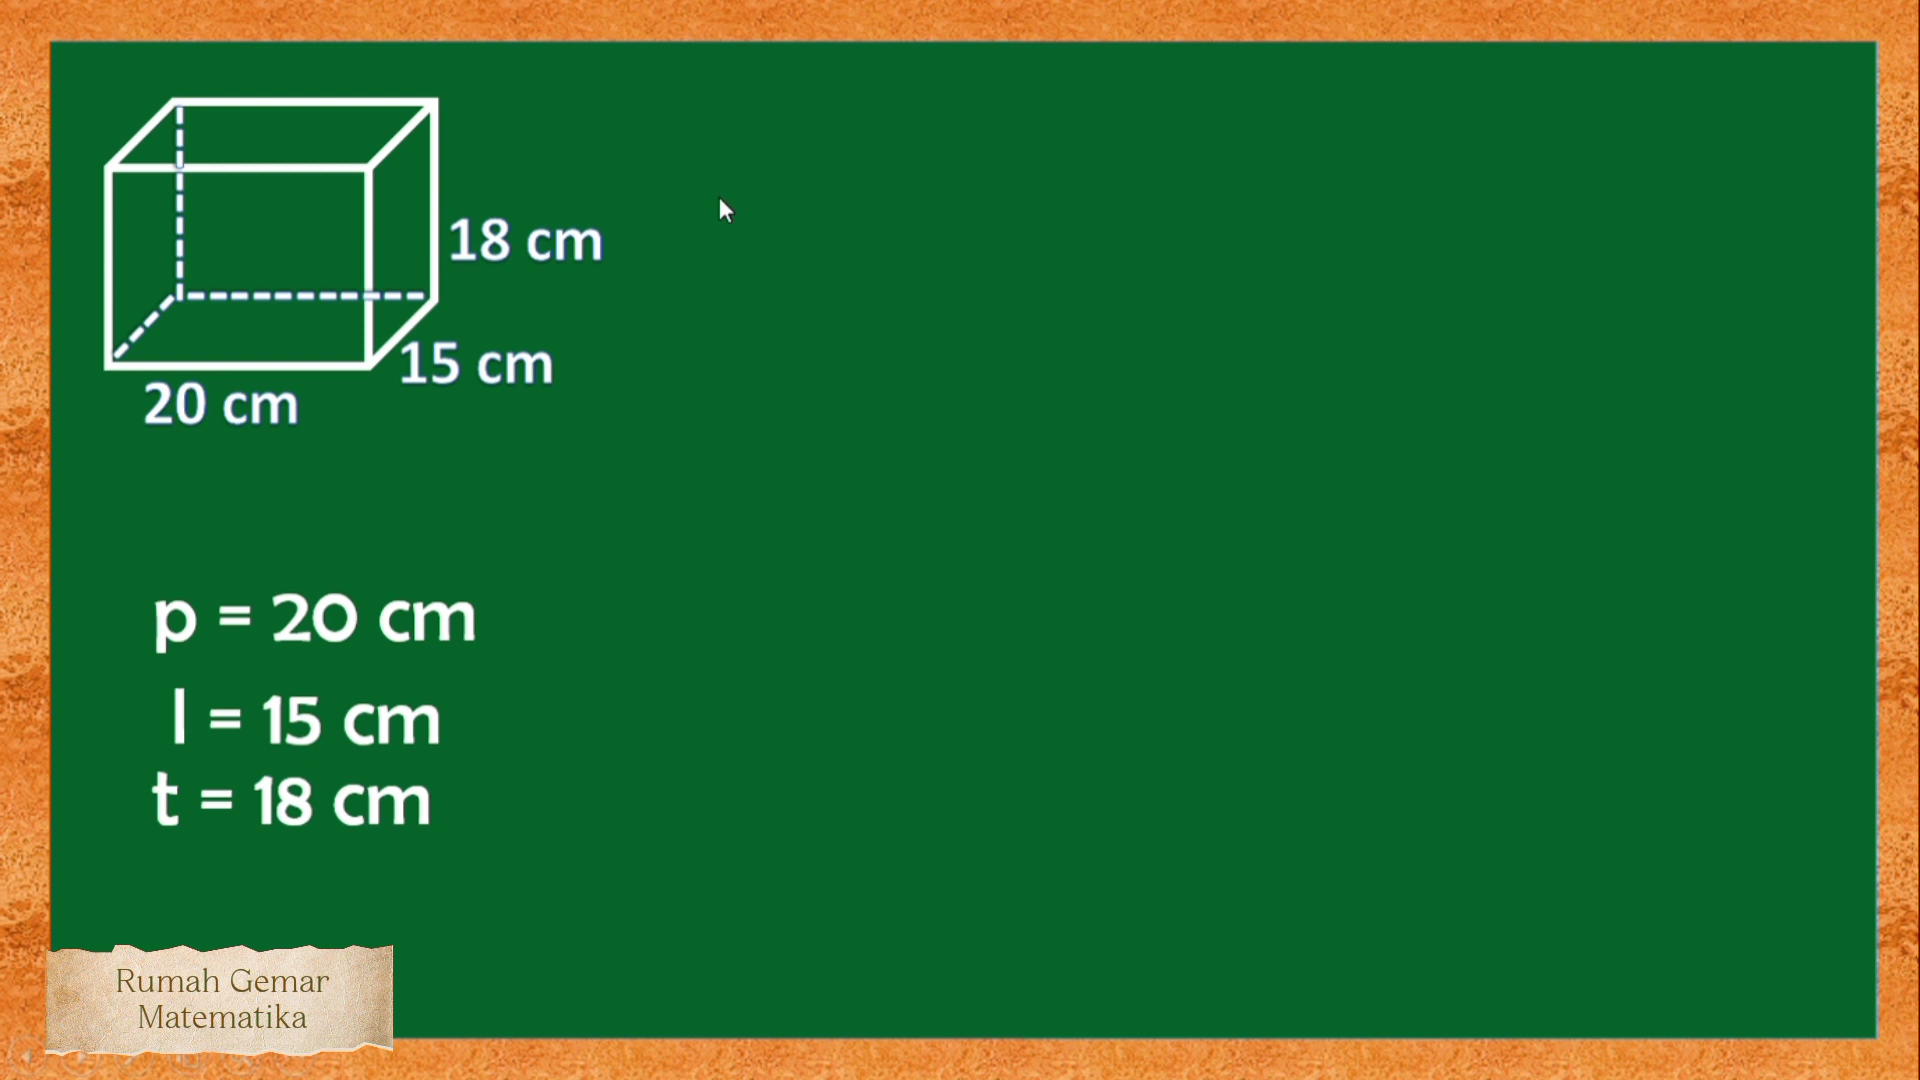 18 cm
15 cm
20 cm
p = 20 cm
l = 15 cm
t = 18 cm
Rumah Gemar
Matematika